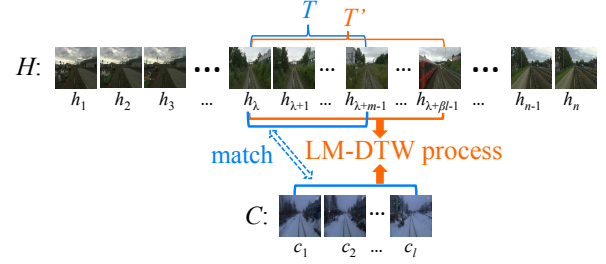 T
T’
H: ... ... ... ...
h1 h2 h3 ... hλ hλ+1 ... hλ+m-1 ... hλ+βl-1 ... hn-1 hn
match LM-DTW process
C: ...
c1 c2 ... cl